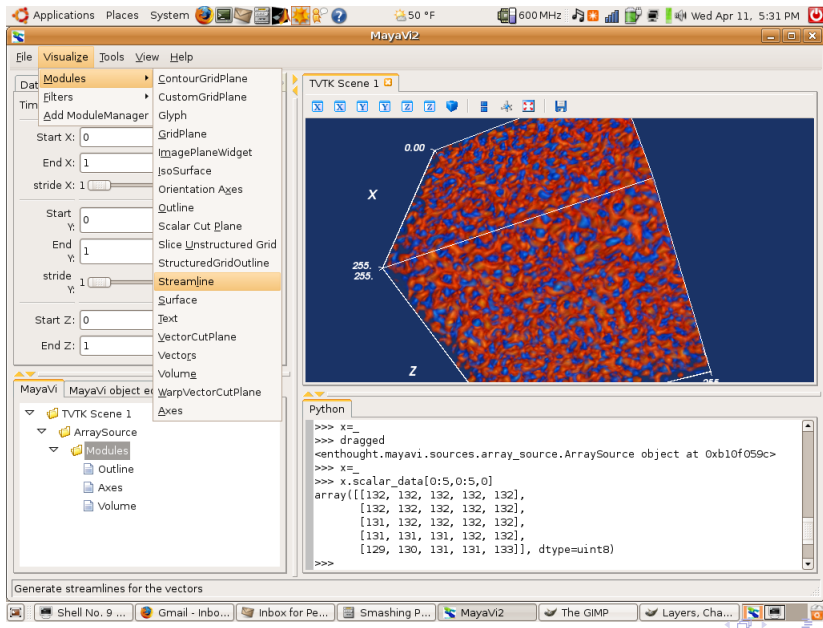 Applications Places System 50 °F 600 MHz Wed Apr 11, 5:31 PM
MayaVi2
File Visualize Tools View Help
Modules
Filters
Add ModuleManager
ContourGridPlane
CustomGridPlane
Glyph
GridPlane
ImagePlaneWidget
IsoSurface
Orientation Axes
Outline
Scalar Cut Plane
Slice Unstructured Grid
StructuredGridOutline
Streamline
Surface
Text
VectorCutPlane
Vectors
Volume
WarpVectorCutPlane
Axes
Start X: 0
End X: 1
stride X: 1
Start Y: 0
End Y: 1
stride Y: 1
Start Z: 0
End Z: 1
TVTK Scene 1
X X Y Y Z Z
0.00
X
255.
255.
Z
MayaVi MayaVi object
TVTK Scene 1
ArraySource
Modules
Outline
Axes
Volume
Python
>>> x=_
>>> dragged
<enthought.mayavi.sources.array_source.ArraySource object at 0xb10f059c>
>>> x=_
>>> x.scalar_data[0:5,0:5,0]
array([[132, 132, 132, 132, 132],
[132, 132, 132, 132, 132],
[131, 132, 132, 132, 132],
[131, 131, 131, 132, 132],
[129, 130, 131, 131, 133]], dtype=uint8)
>>>
Generate streamlines for the vectors
Shell No. 9 ... Gmail - Inbo... Inbox for Pe... Smashing P... MayaVi2 The GIMP Layers, Cha...